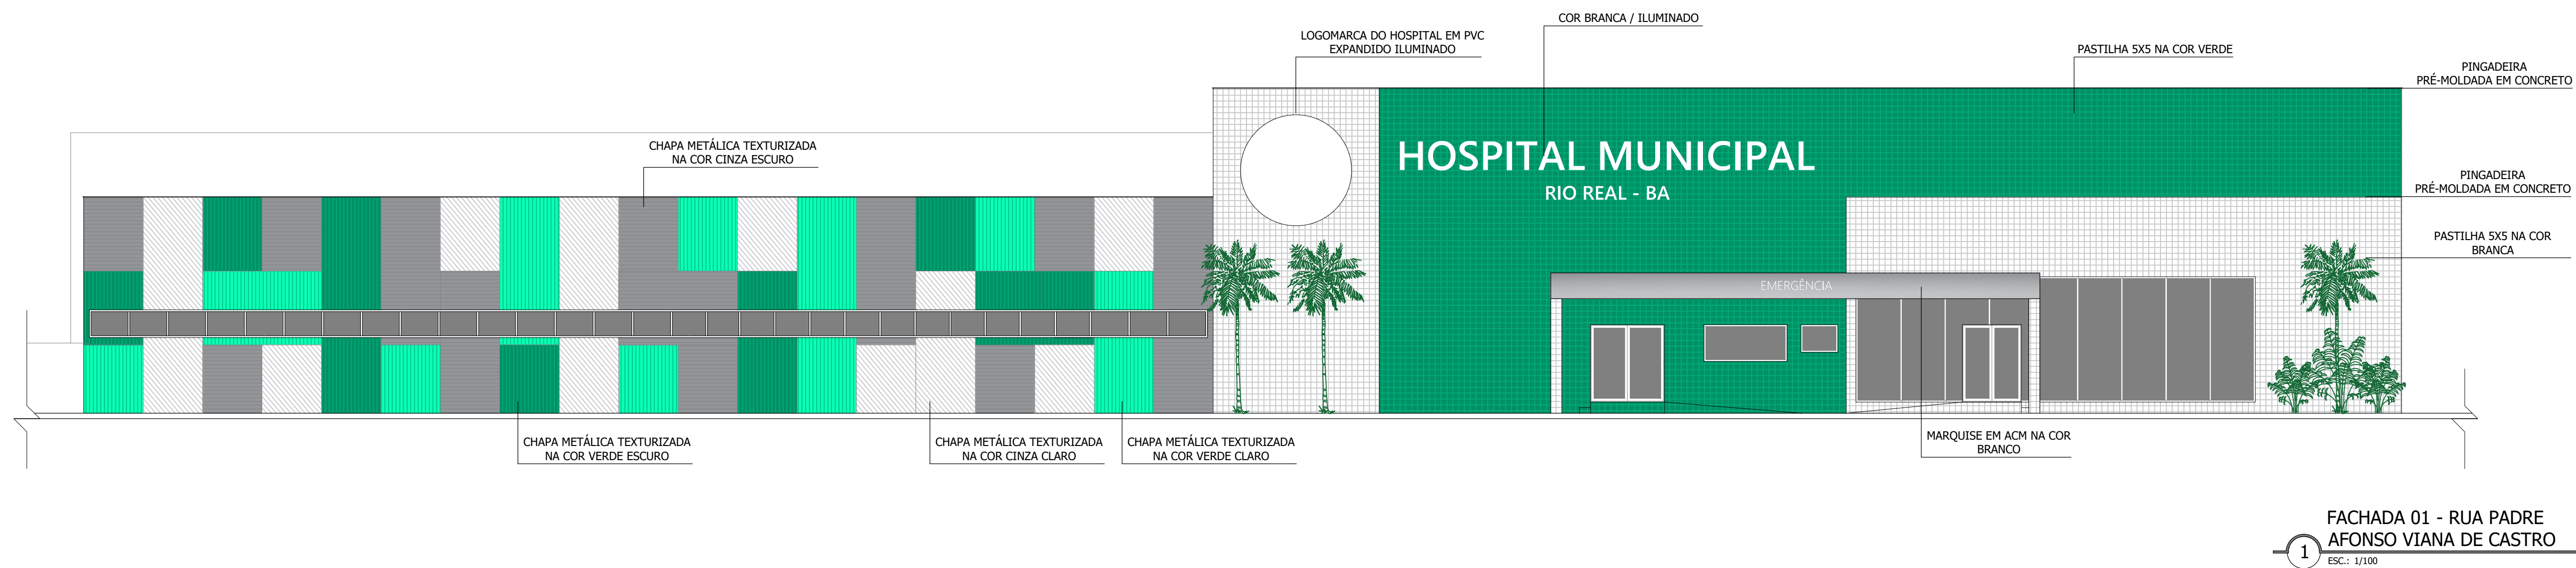 COR BRANCA / ILUMINADO
LOGOMARCA DO HOSPITAL EM PVC
EXPANDIDO ILUMINADO
PASTILHA 5X5 NA COR VERDE
PINGADEIRA
PRÉ-MOLDADA EM CONCRETO
CHAPA METÁLICA TEXTURIZADA
NA COR CINZA ESCURO
HOSPITAL MUNICIPAL
RIO REAL - BA
PINGADEIRA
PRÉ-MOLDADA EM CONCRETO
PASTILHA 5X5 NA COR
BRANCA
EMERGÊNCIA
CHAPA METÁLICA TEXTURIZADA
NA COR VERDE ESCURO
CHAPA METÁLICA TEXTURIZADA
NA COR CINZA CLARO
CHAPA METÁLICA TEXTURIZADA
NA COR VERDE CLARO
MARQUISE EM ACM NA COR
BRANCO
FACHADA 01 - RUA PADRE
AFONSO VIANA DE CASTRO
1
ESC.: 1/100